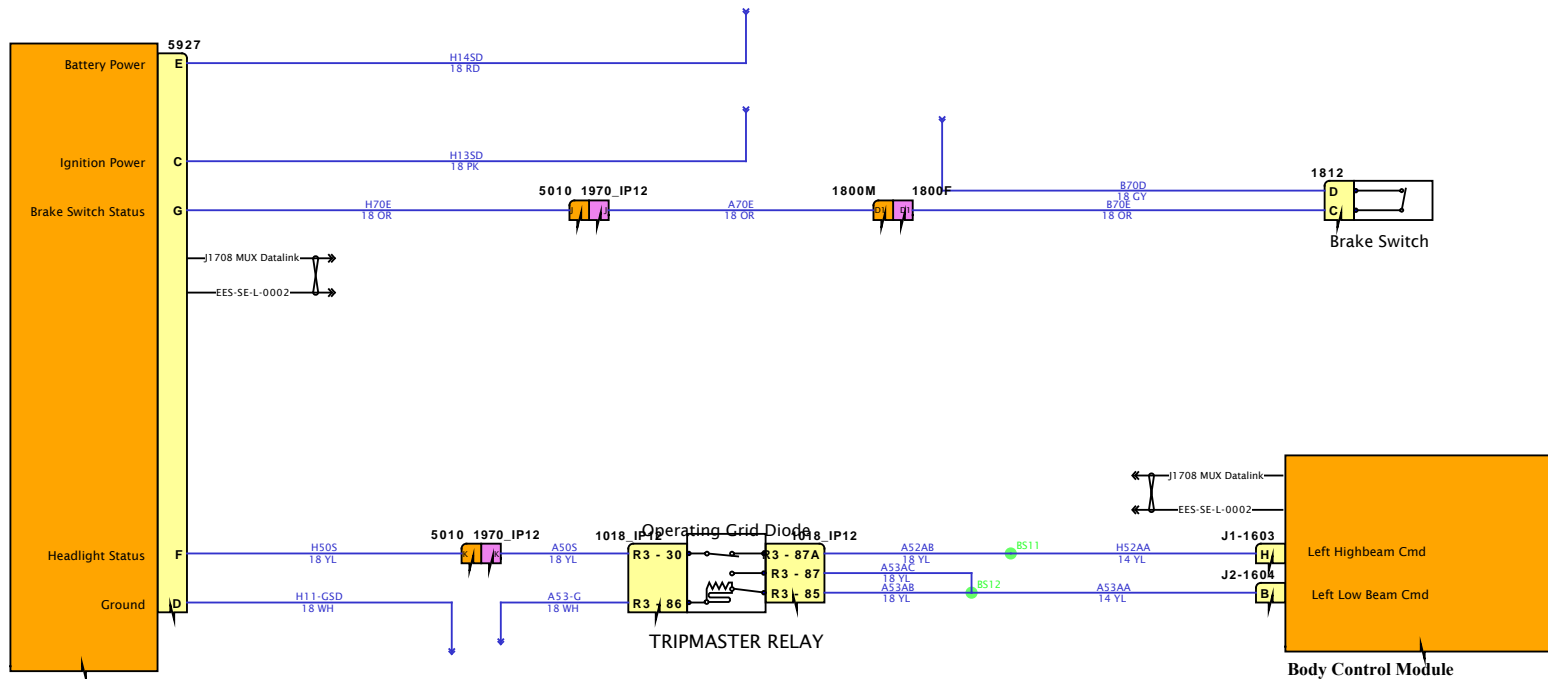 5927
Battery Power
E
H14SD
18 RD
Ignition Power
C
H13SD
18 PK
Brake Switch Status
G
H70E
18 OR
5010
1970_IP12
J
J
A70E
18 OR
1800M
1800F
D1
D1
B70D
18 GY
B70E
18 OR
1812
D
C
Brake Switch
J1708 MUX Datalink
EES-SE-L-0002
J1708 MUX Datalink
EES-SE-L-0002
Headlight Status
F
H50S
18 YL
5010
1970_IP12
K
K
A50S
18 YL
1018_IP12
Operating Grid Diode
1018_IP12
R3 - 30
R3 - 87A
R3 - 87
R3 - 86
R3 - 85
A52AB
18 YL
BS11
H52AA
14 YL
J1-1603
H
Left Highbeam Cmd
A53AC
18 YL
BS12
A53AB
18 YL
A53AA
14 YL
J2-1604
B
Left Low Beam Cmd
Ground
D
H11-GSD
18 WH
A53-G
18 WH
TRIPMASTER RELAY
Body Control Module